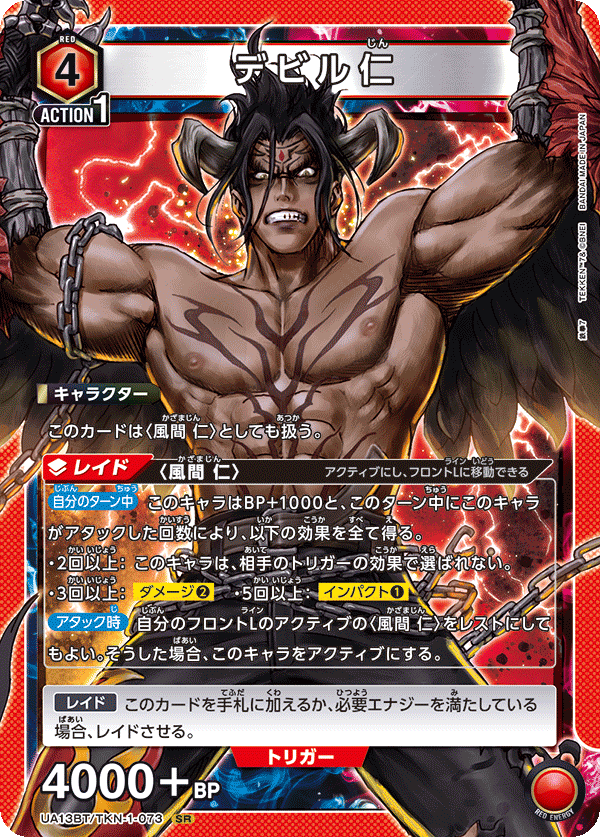 RED
4
ACTION 1
デビル仁
じん
キャラクター
このカードは〈風間 仁〉としても扱う。
レイド 〈風間 仁〉 アクティブにし、フロントLに移動できる
自分のターン中 このキャラはBP+1000と、このターン中にこのキャラ
がアタックした回数により、以下の効果を全て得る。
・2回以上: このキャラは、相手のトリガーの効果で選ばれない。
・3回以上: ダメージ❷ ・5回以上: インパクト❶
アタック時 自分のフロントLのアクティブの〈風間 仁〉をレストにして
もよい。そうした場合、このキャラをアクティブにする。
レイド このカードを手札に加えるか、必要エナジーを満たしている
場合、レイドさせる。
トリガー
4000+BP
RED ENERGY
UA13BT/TKN-1-073 SR
鉄拳7 TEKKEN™7& ©BNEI BANDAI MADE IN JAPAN